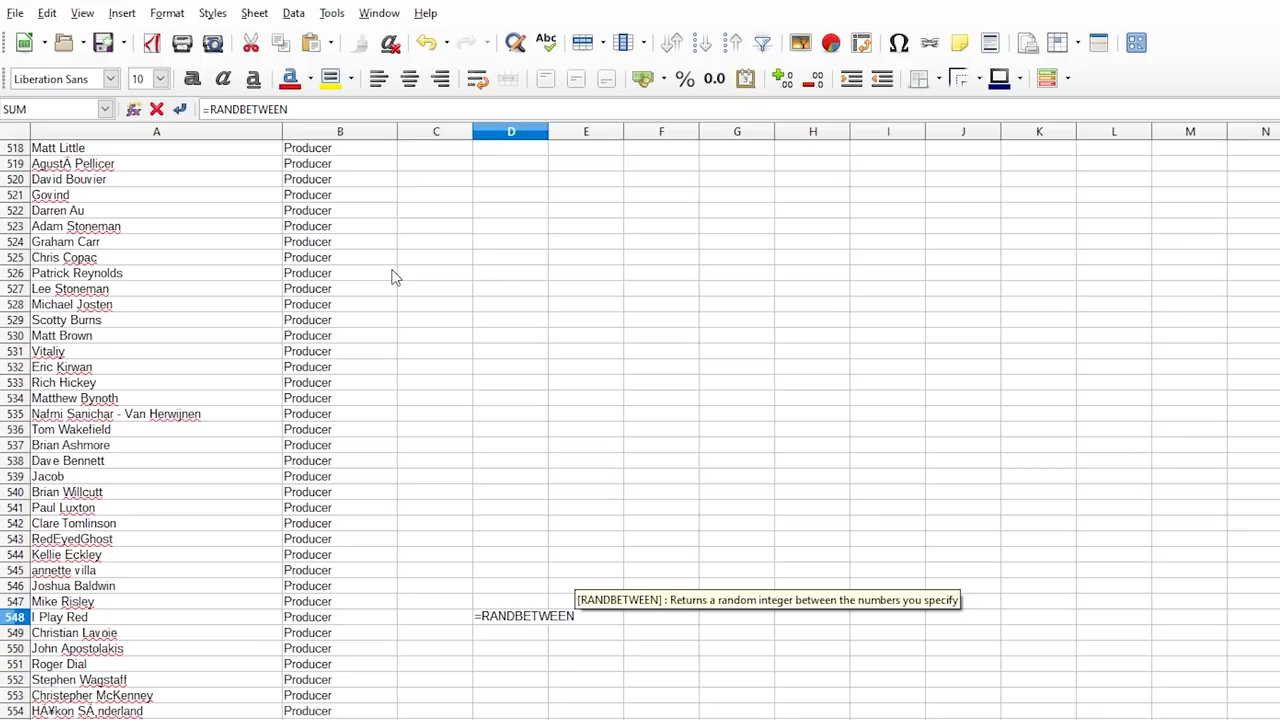 File Edit View Insert Format Styles Sheet Data Tools Window Help
Abc
Liberation Sans 10 a a a % 0.0
SUM =RANDBETWEEN
A B C D E F G H I J K L M N
518 Matt Little Producer
519 AgustÂ Pellicer Producer
520 David Bouvier Producer
521 Govind Producer
522 Darren Au Producer
523 Adam Stoneman Producer
524 Graham Carr Producer
525 Chris Copac Producer
526 Patrick Reynolds Producer
527 Lee Stoneman Producer
528 Michael Josten Producer
529 Scotty Burns Producer
530 Matt Brown Producer
531 Vitaliy Producer
532 Eric Kirwan Producer
533 Rich Hickey Producer
534 Matthew Bynoth Producer
535 Nafmi Sanichar - Van Herwijnen Producer
536 Tom Wakefield Producer
537 Brian Ashmore Producer
538 Dave Bennett Producer
539 Jacob Producer
540 Brian Willcutt Producer
541 Paul Luxton Producer
542 Clare Tomlinson Producer
543 RedEyedGhost Producer
544 Kellie Eckley Producer
545 annette villa Producer
546 Joshua Baldwin Producer
547 Mike Risley Producer [RANDBETWEEN] : Returns a random integer between the numbers you specify
548 I Play Red Producer =RANDBETWEEN
549 Christian Lavoie Producer
550 John Apostolakis Producer
551 Roger Dial Producer
552 Stephen Wagstaff Producer
553 Christepher McKenney Producer
554 HÃ¥kon SÃ¸nderland Producer